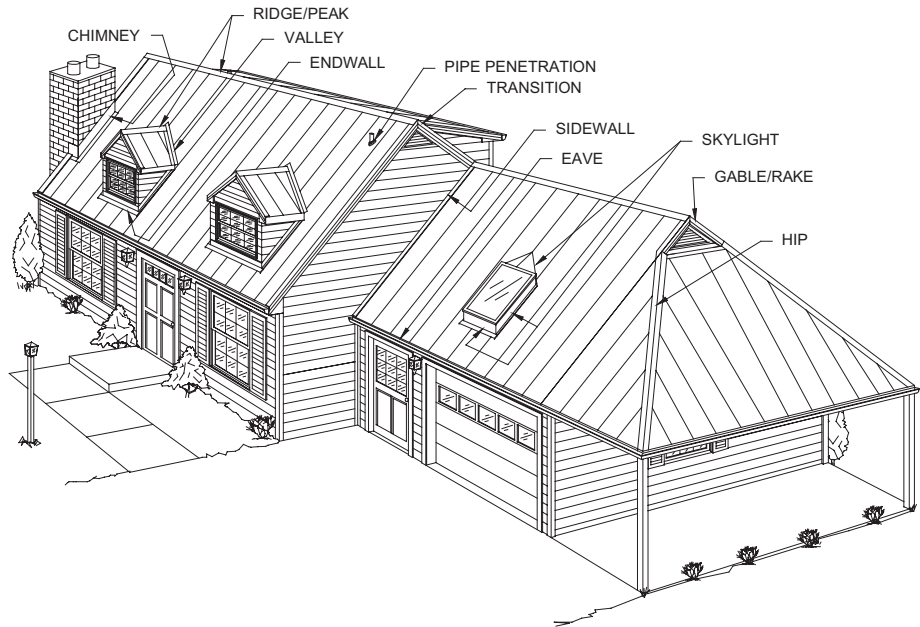 RIDGE/PEAK
CHIMNEY
VALLEY
ENDWALL
PIPE PENETRATION
TRANSITION
SIDEWALL
SKYLIGHT
EAVE
GABLE/RAKE
HIP